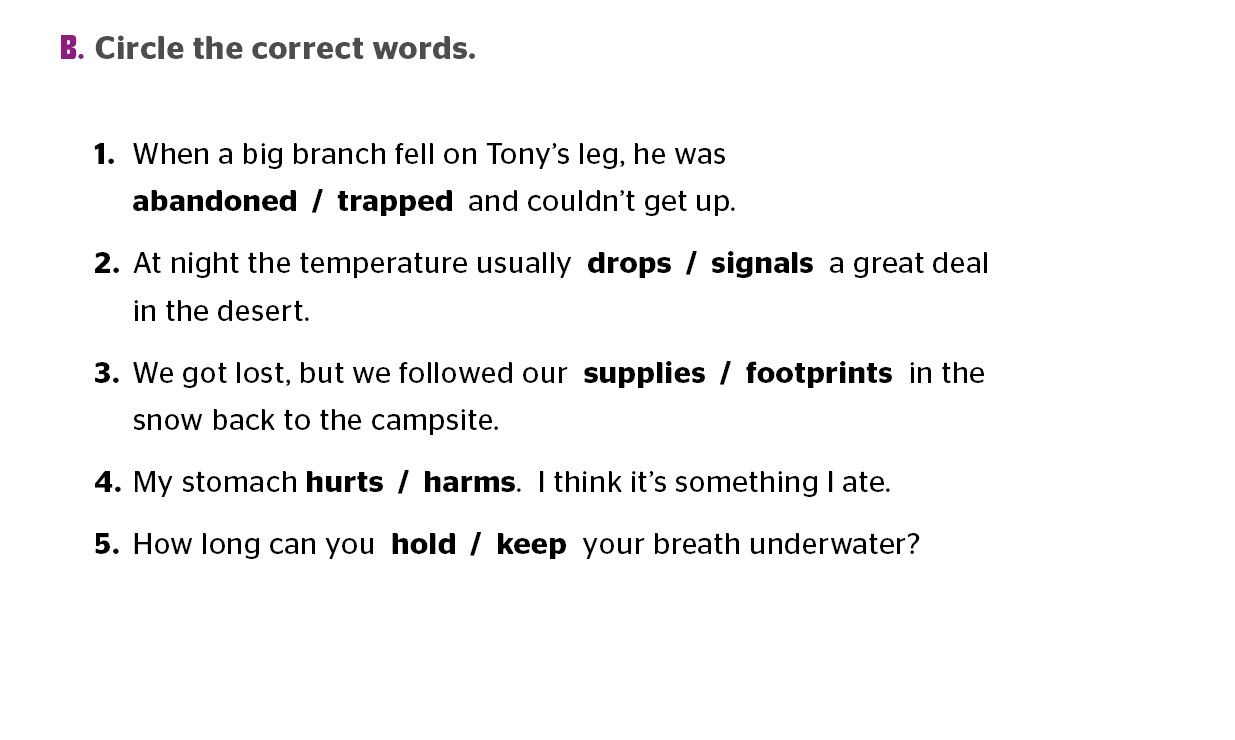 B. Circle the correct words.
1. When a big branch fell on Tony’s leg, he was
abandoned / trapped and couldn’t get up.
2. At night the temperature usually drops / signals a great deal
in the desert.
3. We got lost, but we followed our supplies / footprints in the
snow back to the campsite.
4. My stomach hurts / harms. I think it’s something I ate.
5. How long can you hold / keep your breath underwater?